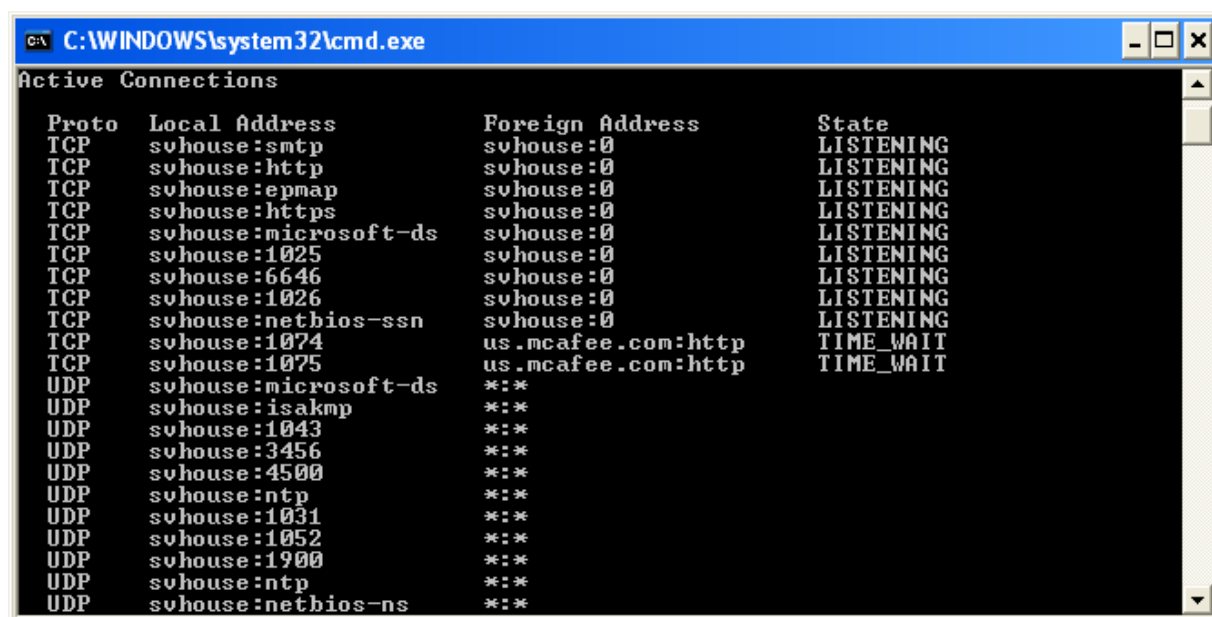 C:\WINDOWS\system32\cmd.exe
Active Connections
Proto Local Address Foreign Address State
TCP svhouse:smtp svhouse:0 LISTENING
TCP svhouse:http svhouse:0 LISTENING
TCP svhouse:epmap svhouse:0 LISTENING
TCP svhouse:https svhouse:0 LISTENING
TCP svhouse:microsoft-ds svhouse:0 LISTENING
TCP svhouse:1025 svhouse:0 LISTENING
TCP svhouse:6646 svhouse:0 LISTENING
TCP svhouse:1026 svhouse:0 LISTENING
TCP svhouse:netbios-ssn svhouse:0 LISTENING
TCP svhouse:1074 us.mcafee.com:http TIME_WAIT
TCP svhouse:1075 us.mcafee.com:http TIME_WAIT
UDP svhouse:microsoft-ds *:*
UDP svhouse:isakmp *:*
UDP svhouse:1043 *:*
UDP svhouse:3456 *:*
UDP svhouse:4500 *:*
UDP svhouse:ntp *:*
UDP svhouse:1031 *:*
UDP svhouse:1052 *:*
UDP svhouse:1900 *:*
UDP svhouse:ntp *:*
UDP svhouse:netbios-ns *:*